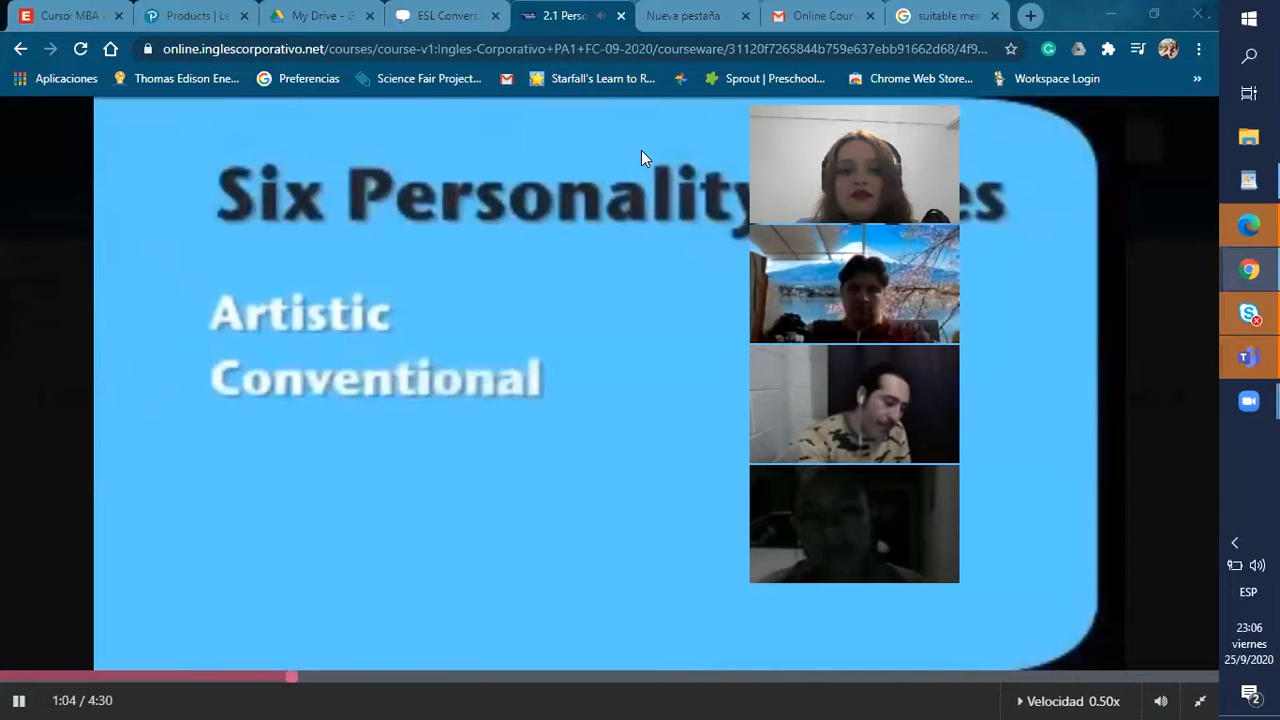 Curso: MBA
Products | Le
My Drive - G
ESL Convers
2.1 Perso
Nueva pestaña
Online Cour
suitable mee
online.inglescorporativo.net/courses/course-v1:Ingles-Corporativo+PA1+FC-09-2020/courseware/31120f7265844b759e637ebb91662d68/4f9...
Aplicaciones
Thomas Edison Ene...
Preferencias
Science Fair Project...
Starfall's Learn to R...
Sprout | Preschool...
Chrome Web Store...
Workspace Login
»
Six Personality
es
Artistic
Conventional
1:04 / 4:30
Velocidad 0.50x
ESP
23:06
viernes
25/9/2020
2